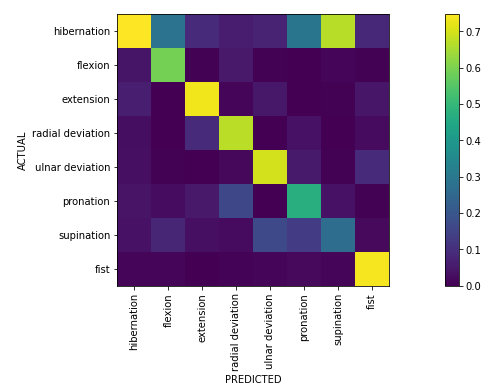 ACTUAL
hibernation
flexion
extension
radial deviation
ulnar deviation
pronation
supination
fist
hibernation
flexion
extension
radial deviation
ulnar deviation
pronation
supination
fist
PREDICTED
0.7
0.6
0.5
0.4
0.3
0.2
0.1
0.0